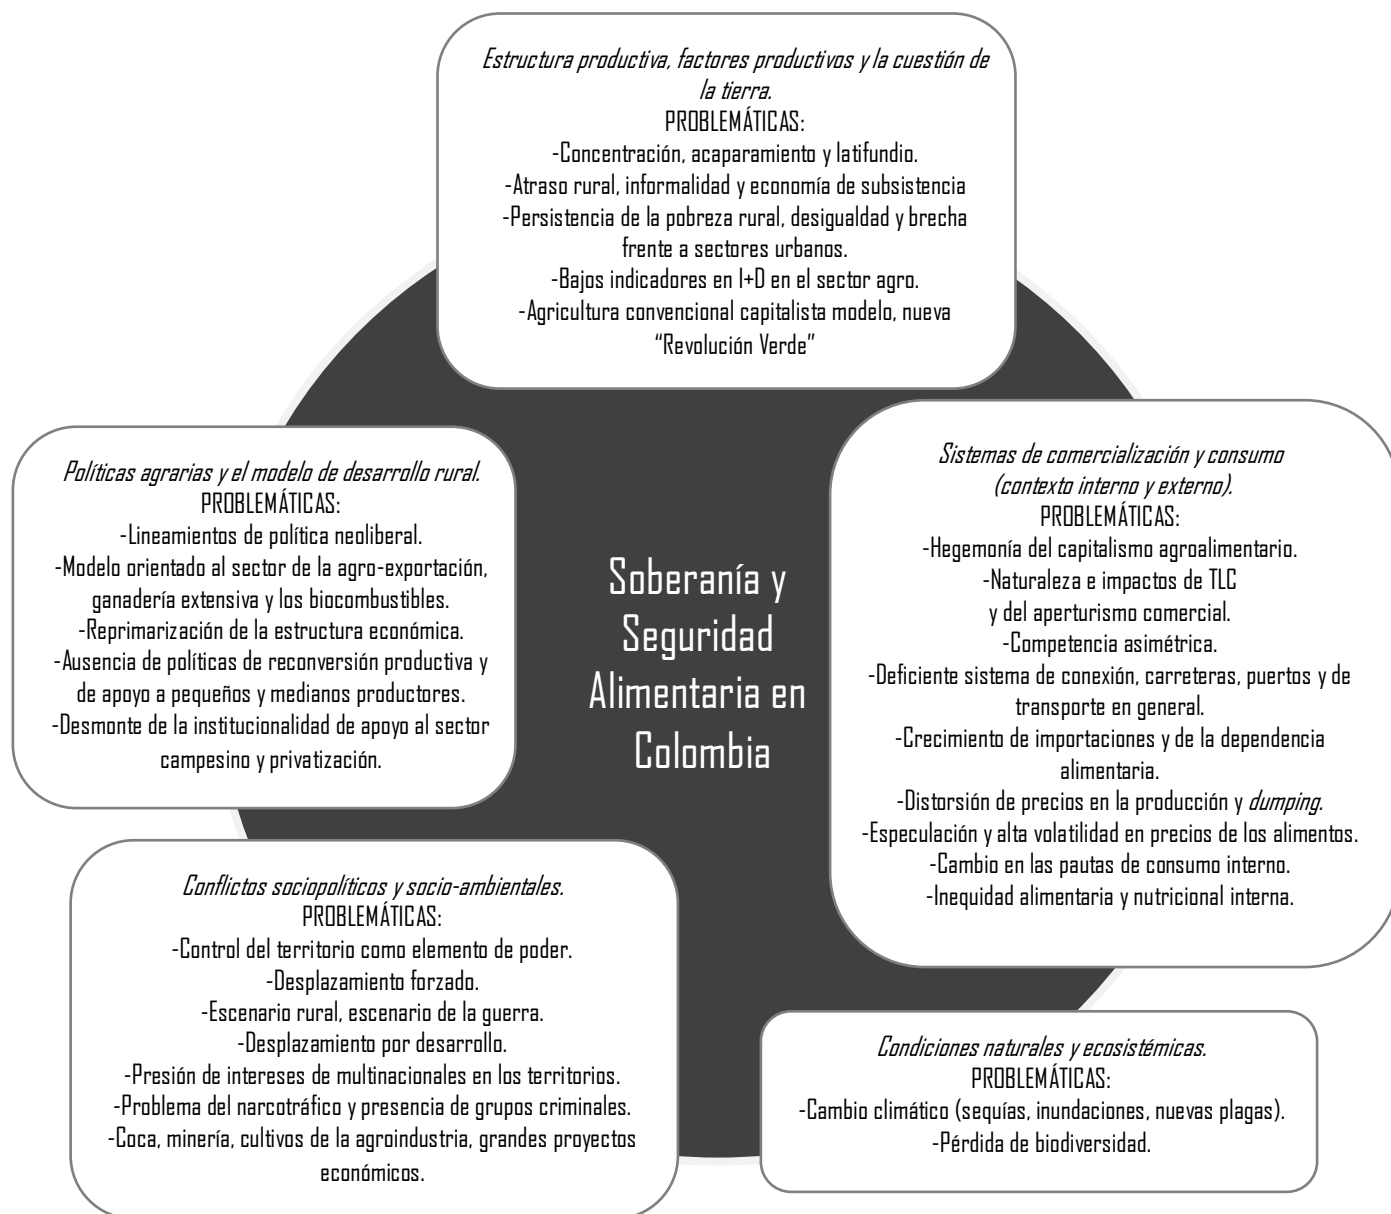 Estructura productiva, factores productivos y la cuestión de
la tierra.
PROBLEMÁTICAS:
-Concentración, acaparamiento y latifundio.
-Atraso rural, informalidad y economía de subsistencia
-Persistencia de la pobreza rural, desigualdad y brecha
frente a sectores urbanos.
-Bajos indicadores en I+D en el sector agro.
-Agricultura convencional capitalista modelo, nueva
“Revolución Verde”
Sistemas de comercialización y consumo
(contexto interno y externo).
PROBLEMÁTICAS:
-Hegemonía del capitalismo agroalimentario.
-Naturaleza e impactos de TLC
y del aperturismo comercial.
-Competencia asimétrica.
-Deficiente sistema de conexión, carreteras, puertos y de
transporte en general.
-Crecimiento de importaciones y de la dependencia
alimentaria.
-Distorsión de precios en la producción y dumping.
-Especulación y alta volatilidad en precios de los alimentos.
-Cambio en las pautas de consumo interno.
-Inequidad alimentaria y nutricional interna.
Condiciones naturales y ecosistémicas.
PROBLEMÁTICAS:
-Cambio climático (sequías, inundaciones, nuevas plagas).
-Pérdida de biodiversidad.
Conflictos sociopolíticos y socio-ambientales.
PROBLEMÁTICAS:
-Control del territorio como elemento de poder.
-Desplazamiento forzado.
-Escenario rural, escenario de la guerra.
-Desplazamiento por desarrollo.
-Presión de intereses de multinacionales en los territorios.
-Problema del narcotráfico y presencia de grupos criminales.
-Coca, minería, cultivos de la agroindustria, grandes proyectos
económicos.
Políticas agrarias y el modelo de desarrollo rural.
PROBLEMÁTICAS:
-Lineamientos de política neoliberal.
-Modelo orientado al sector de la agro-exportación,
ganadería extensiva y los biocombustibles.
-Reprimarización de la estructura económica.
-Ausencia de políticas de reconversión productiva y
de apoyo a pequeños y medianos productores.
-Desmonte de la institucionalidad de apoyo al sector
campesino y privatización.
Soberanía y
Seguridad
Alimentaria en
Colombia